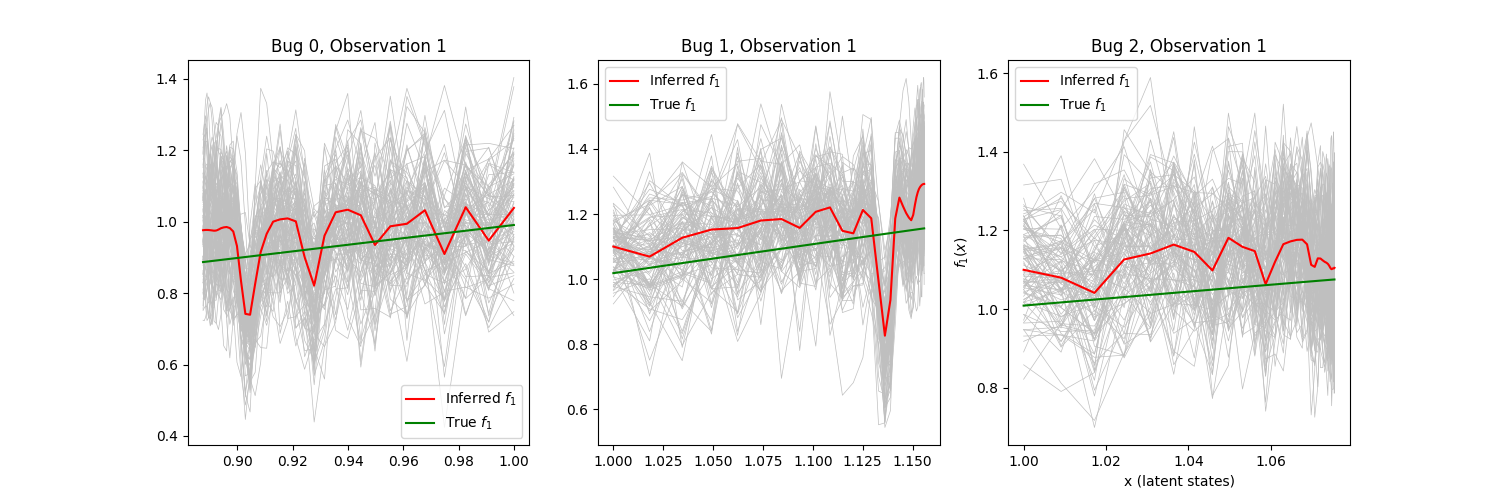 Bug 0, Observation 1
1.4
1.2
1.0
0.8
0.6
0.4
Inferred f₁
True f₁
0.90 0.92 0.94 0.96 0.98 1.00
Bug 1, Observation 1
Inferred f₁
True f₁
1.6
1.4
1.2
1.0
0.8
0.6
1.000 1.025 1.050 1.075 1.100 1.125 1.150
Bug 2, Observation 1
Inferred f₁
True f₁
f₁(x)
1.6
1.4
1.2
1.0
0.8
1.00 1.02 1.04 1.06
x (latent states)